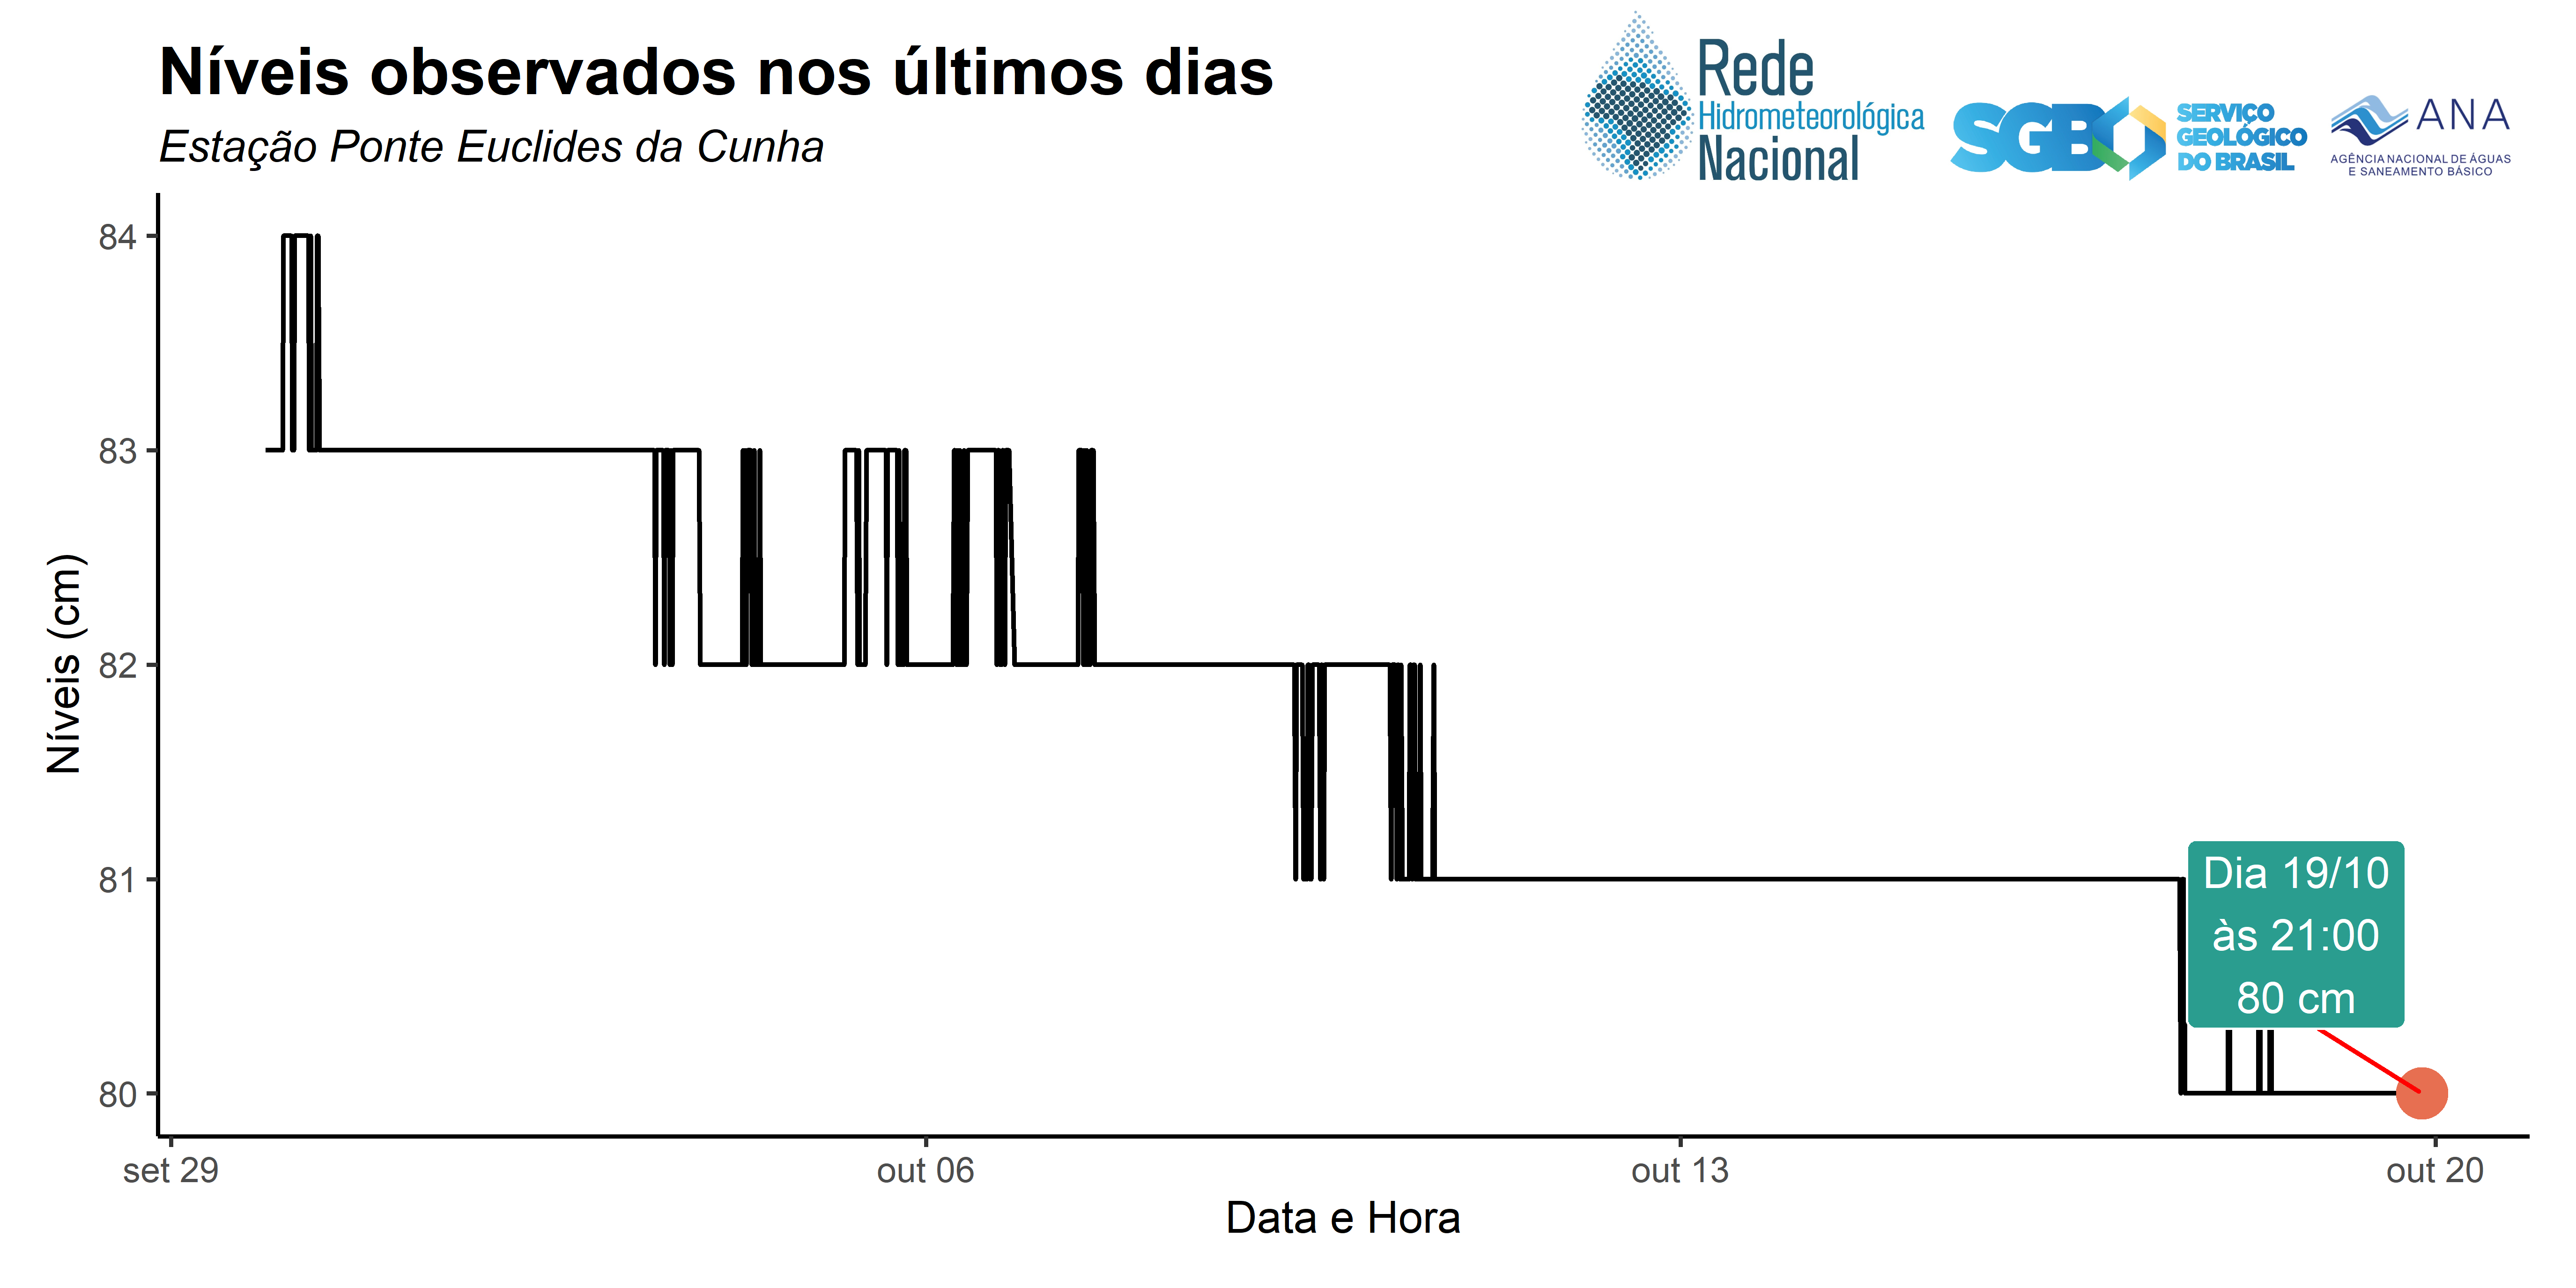 Níveis observados nos últimos dias
Estação Ponte Euclides da Cunha
Rede
Hidrometeorológica
Nacional
SGB
SERVIÇO
GEOLÓGICO
DO BRASIL
ANA
AGÊNCIA NACIONAL DE ÁGUAS
E SANEAMENTO BÁSICO
Níveis (cm)
84
83
82
81
80
Dia 19/10
às 21:00
80 cm
set 29
out 06
out 13
out 20
Data e Hora